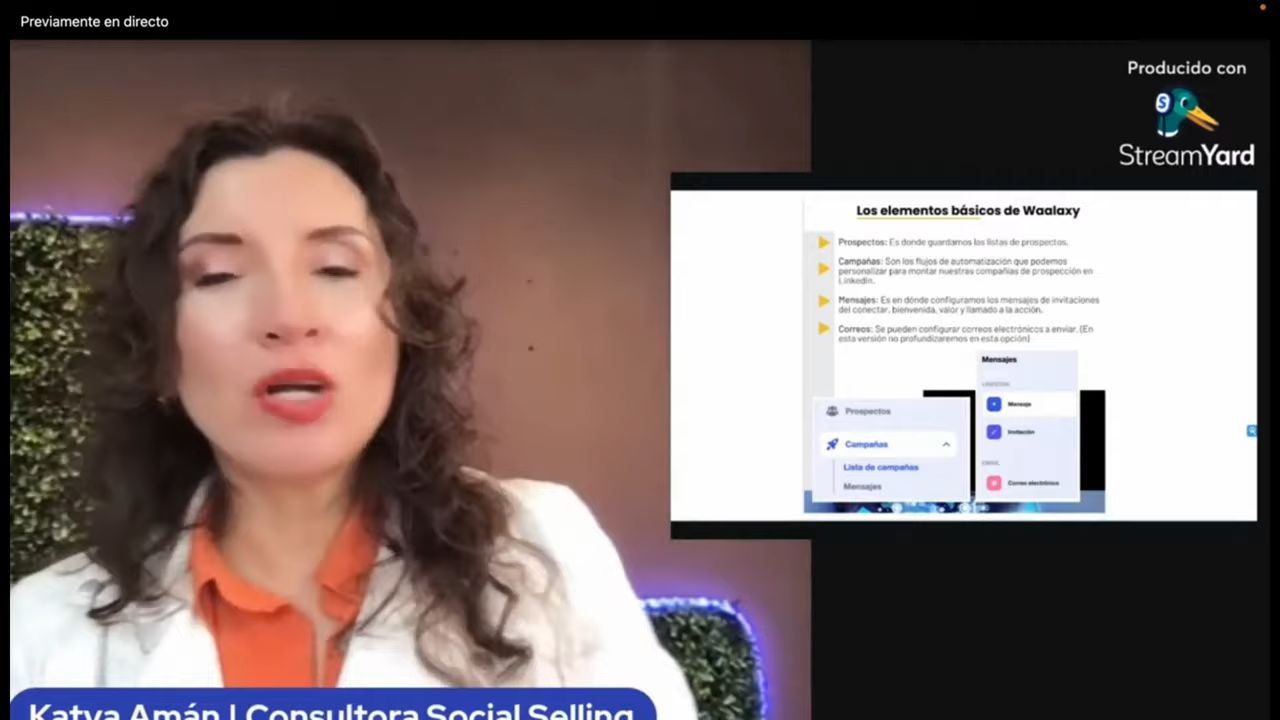 Previamente en directo
Producido con
StreamYard
Los elementos básicos de Waalaxy
Prospectos: Es donde guardamos las listas de prospectos.
Campañas: Son los flujos de automatización que podemos
personalizar para montar nuestras compañías de prospección en
Linkedin.
Mensajes: Es en dónde configuramos los mensajes de invitaciones
del conectar, bienvenida, valor y llamado a la acción.
Correos: Se pueden configurar correos electrónicos a enviar. (En
esta versión no profundizaremos en esta opción)
Mensajes
LINKEDIN
Mensaje
Invitación
EMAIL
Correo electrónico
Prospectos
Campañas
Lista de campañas
Mensajes
Katya Amán | Consultora Social Selling